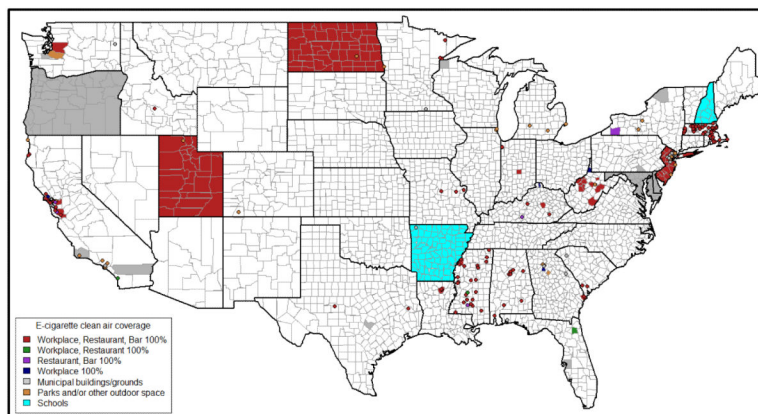 E-cigarette clean air coverage
Workplace, Restaurant, Bar 100%
Workplace, Restaurant 100%
Restaurant, Bar 100%
Workplace 100%
Municipal buildings/grounds
Parks and/or other outdoor space
Schools